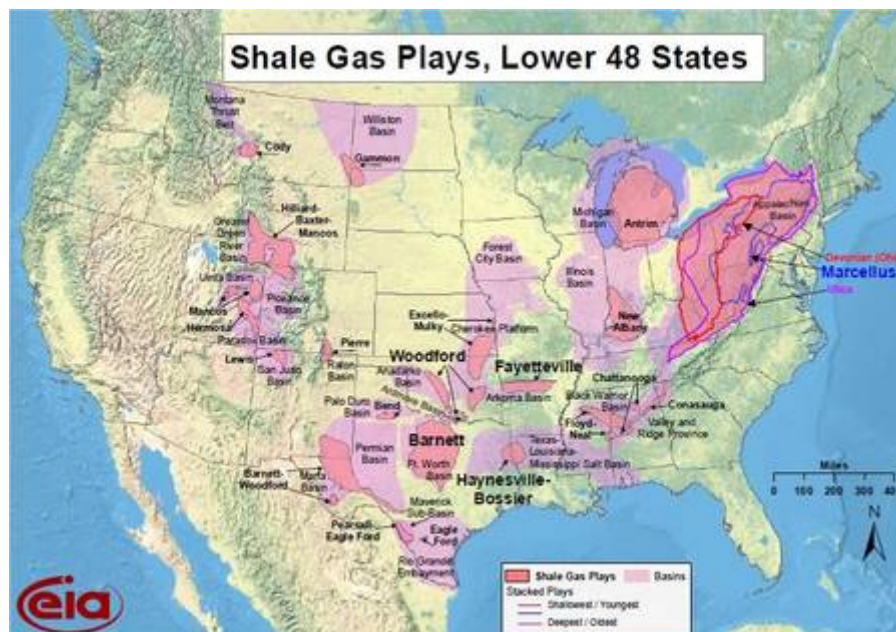 Shale Gas Plays, Lower 48 States
Montana
Thrust
Belt
Cody
Williston
Basin
Gammon
Hilliard-
Baxter-
Mancos
Greater
Green
River
Basin
Uinta Basin
Mancos
Piceance
Basin
Hermosa
Paradox Basin
Lewis
San Juan
Basin
Pierre
Raton
Basin
Anadarko
Basin
Palo Duro
Basin
Bend
Woodford
Ardmore Basin
Excello-
Mulky
Cherokee Platform
Forest
City Basin
Illinois
Basin
Michigan
Basin
Antrim
New
Albany
Appalachian
Basin
Devonian (Ohi
Marcellus
Utica
Fayetteville
Arkoma Basin
Chattanooga
Black Warrior
Basin
Conasauga
Floyd-
Neal
Valley and
Ridge Province
Texas-
Louisiana-
Mississippi Salt Basin
Haynesville-
Bossier
Barnett
Ft. Worth
Basin
Permian
Basin
Barnett-
Woodford
Marfa
Basin
Maverick
Sub-Basin
Pearsall-
Eagle Ford
Eagle
Ford
Rio Grande
Embayment
Miles
0 100 200 300 40
N
Shale Gas Plays
Basins
Stacked Plays
Shallowest / Youngest
Deepest / Oldest
eia